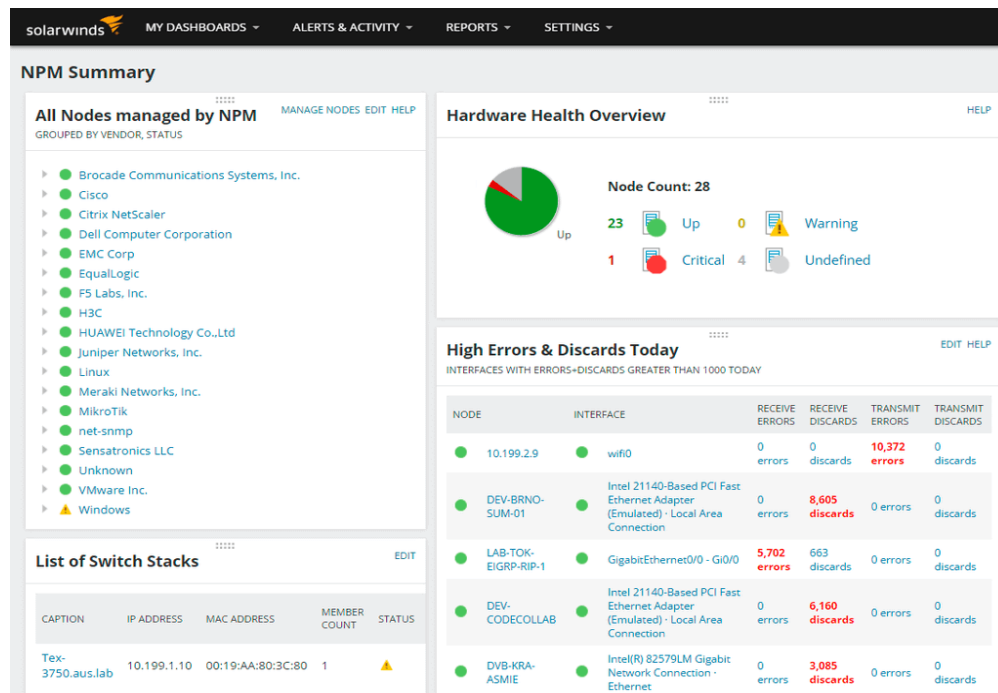 solarwinds MY DASHBOARDS ALERTS & ACTIVITY REPORTS SETTINGS
NPM Summary
All Nodes managed by NPM MANAGE NODES EDIT HELP
GROUPED BY VENDOR, STATUS
Brocade Communications Systems, Inc.
Cisco
Citrix NetScaler
Dell Computer Corporation
EMC Corp
EqualLogic
F5 Labs, Inc.
H3C
HUAWEI Technology Co.,Ltd
Juniper Networks, Inc.
Linux
Meraki Networks, Inc.
MikroTik
net-snmp
Sensatronics LLC
Unknown
VMware Inc.
Windows
List of Switch Stacks EDIT
CAPTION IP ADDRESS MAC ADDRESS MEMBER COUNT STATUS
Tex-
3750.aus.lab 10.199.1.10 00:19:AA:80:3C:80 1
Hardware Health Overview HELP
Up
Node Count: 28
23 Up 0 Warning
1 Critical 4 Undefined
High Errors & Discards Today EDIT HELP
INTERFACES WITH ERRORS+DISCARDS GREATER THAN 1000 TODAY
NODE INTERFACE RECEIVE ERRORS RECEIVE DISCARDS TRANSMIT ERRORS TRANSMIT DISCARDS
10.199.2.9 wifi0 0 errors 0 discards 10,372 errors 0 discards
DEV-BRNO-
SUM-01
Intel 21140-Based PCI Fast
Ethernet Adapter
(Emulated) · Local Area
Connection
0 errors 8,605 discards 0 errors 0 discards
LAB-TOK-
EIGRP-RIP-1
GigabitEthernet0/0 - Gi0/0
5,702 errors 663 discards 0 errors 0 discards
DEV-
CODECOLLAB
Intel 21140-Based PCI Fast
Ethernet Adapter
(Emulated) · Local Area
Connection
0 errors 6,160 discards 0 errors 0 discards
DVB-KRA-
ASMIE
Intel(R) 82579LM Gigabit
Network Connection ·
Ethernet
0 errors 3,085 discards 0 errors 0 discards